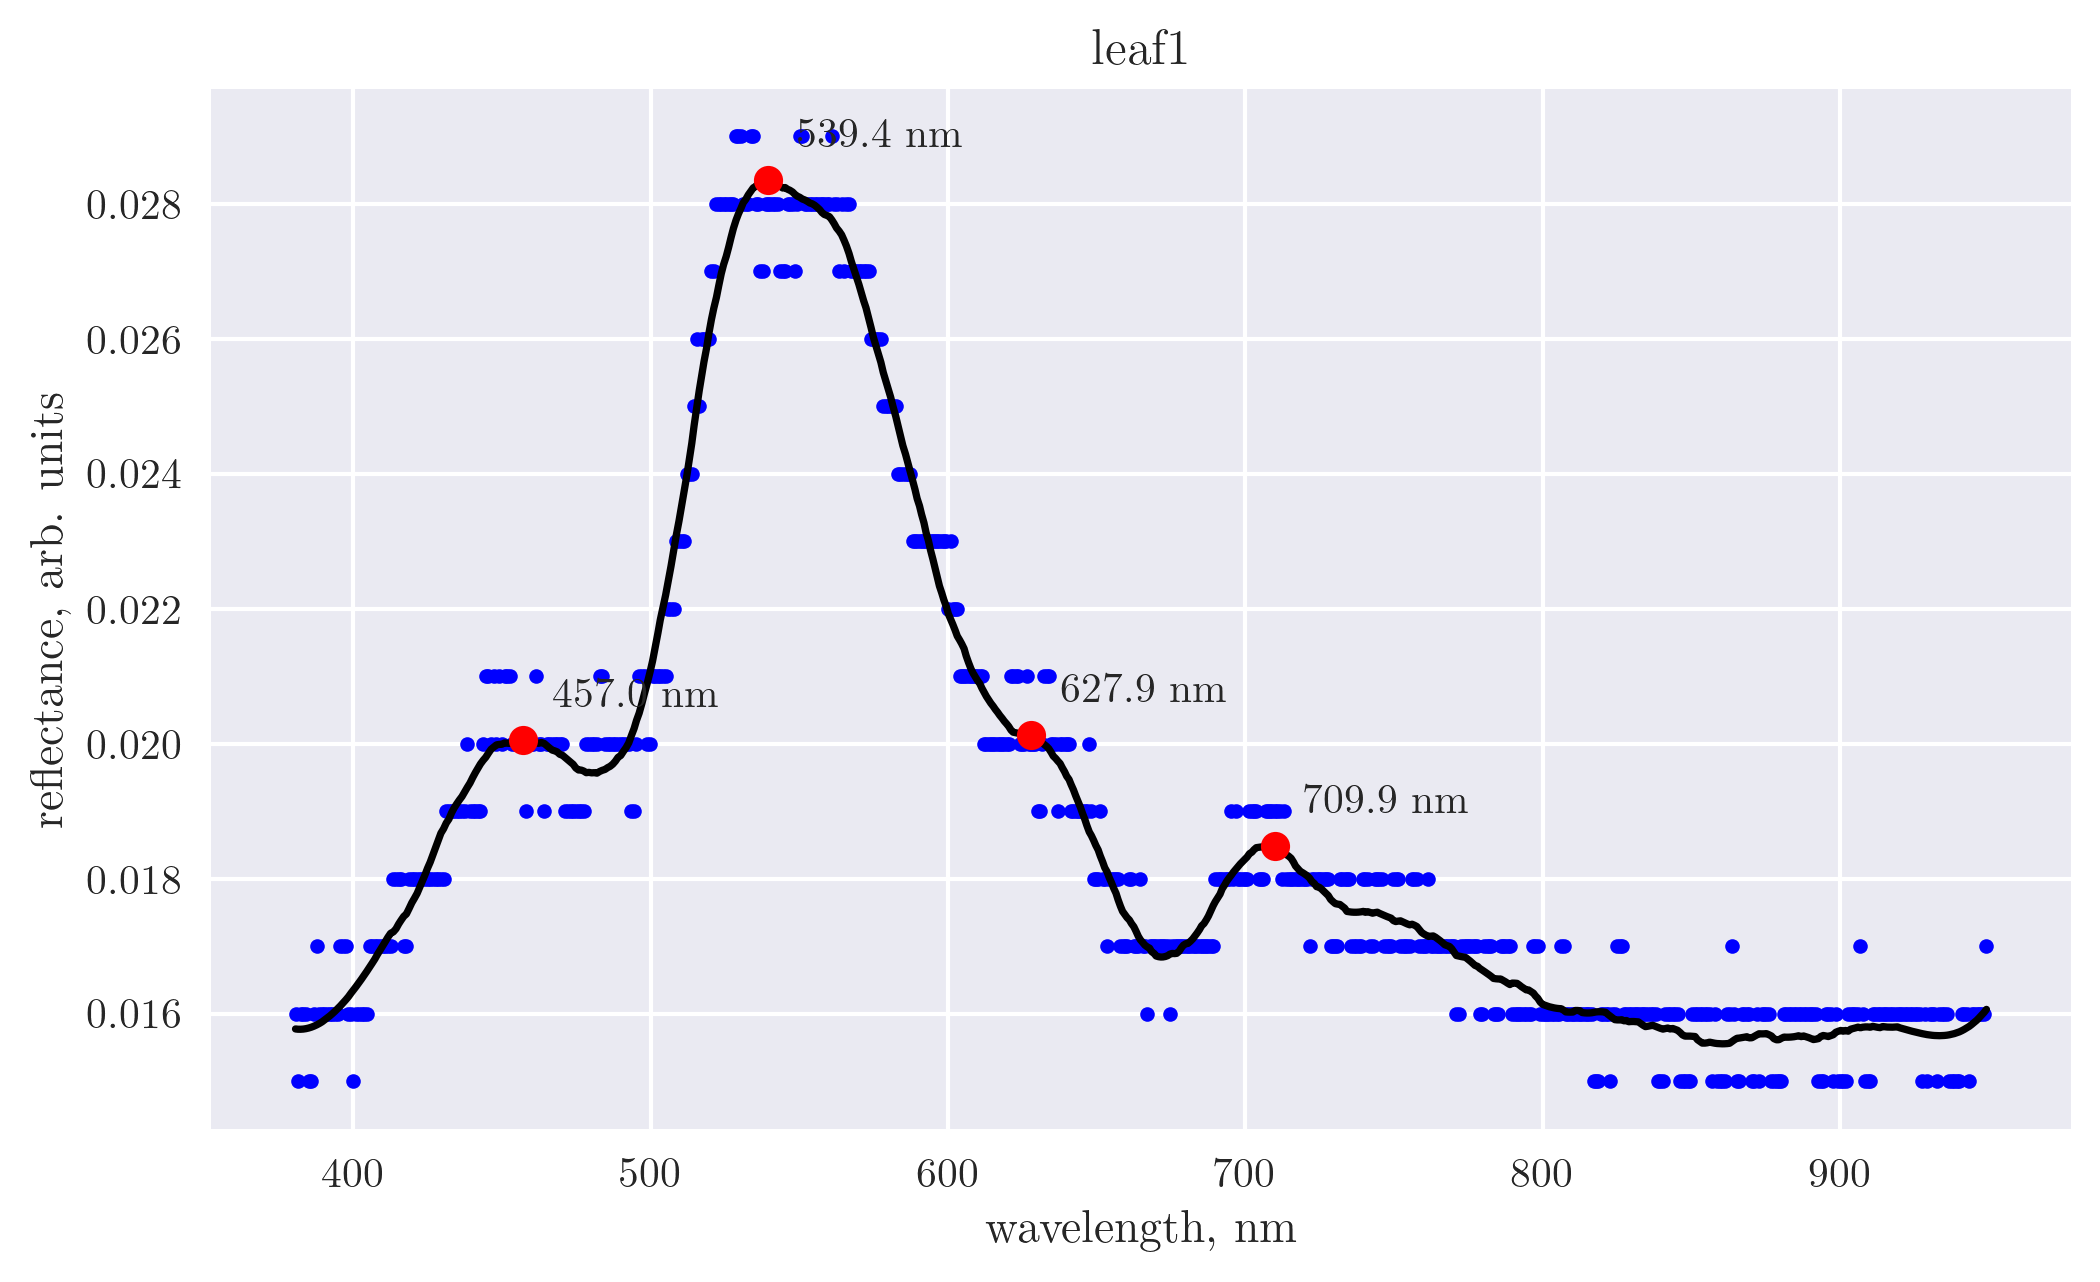 leaf1
539.4 nm
457.0 nm
627.9 nm
709.9 nm
0.028
0.026
0.024
0.022
0.020
0.018
0.016
reflectance, arb. units
400 500 600 700 800 900
wavelength, nm